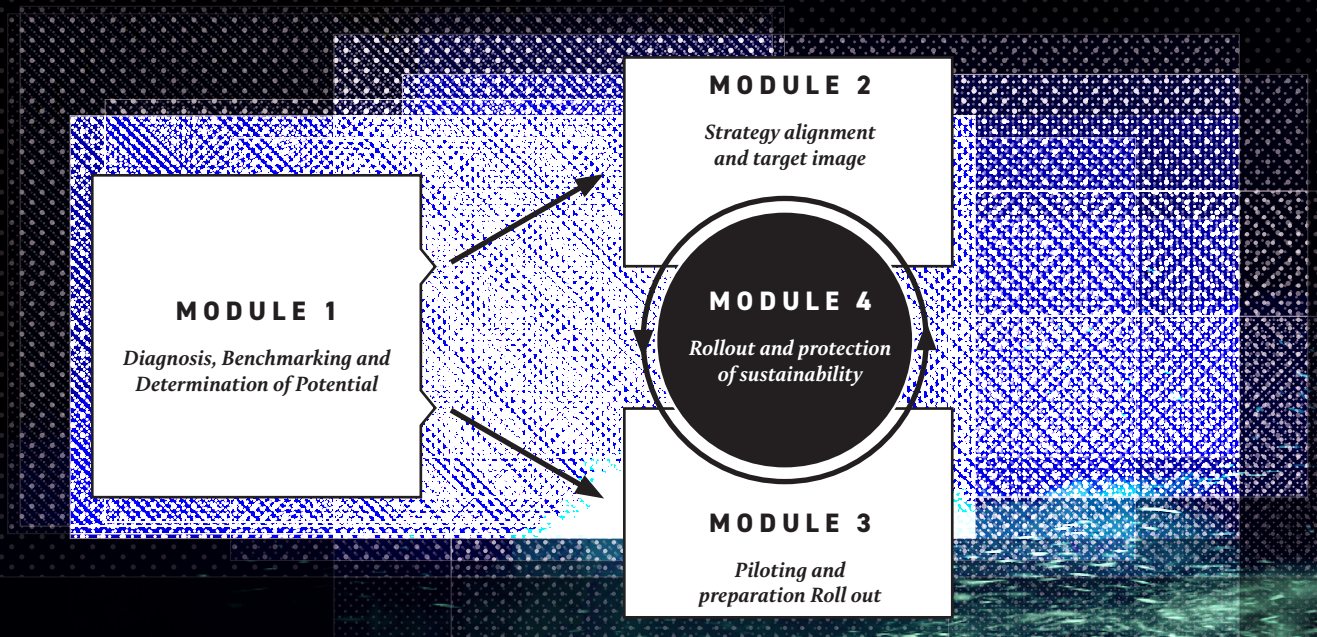 MODULE 1
Diagnosis, Benchmarking and
Determination of Potential
MODULE 2
Strategy alignment
and target image
MODULE 4
Rollout and protection
of sustainability
MODULE 3
Piloting and
preparation Roll out